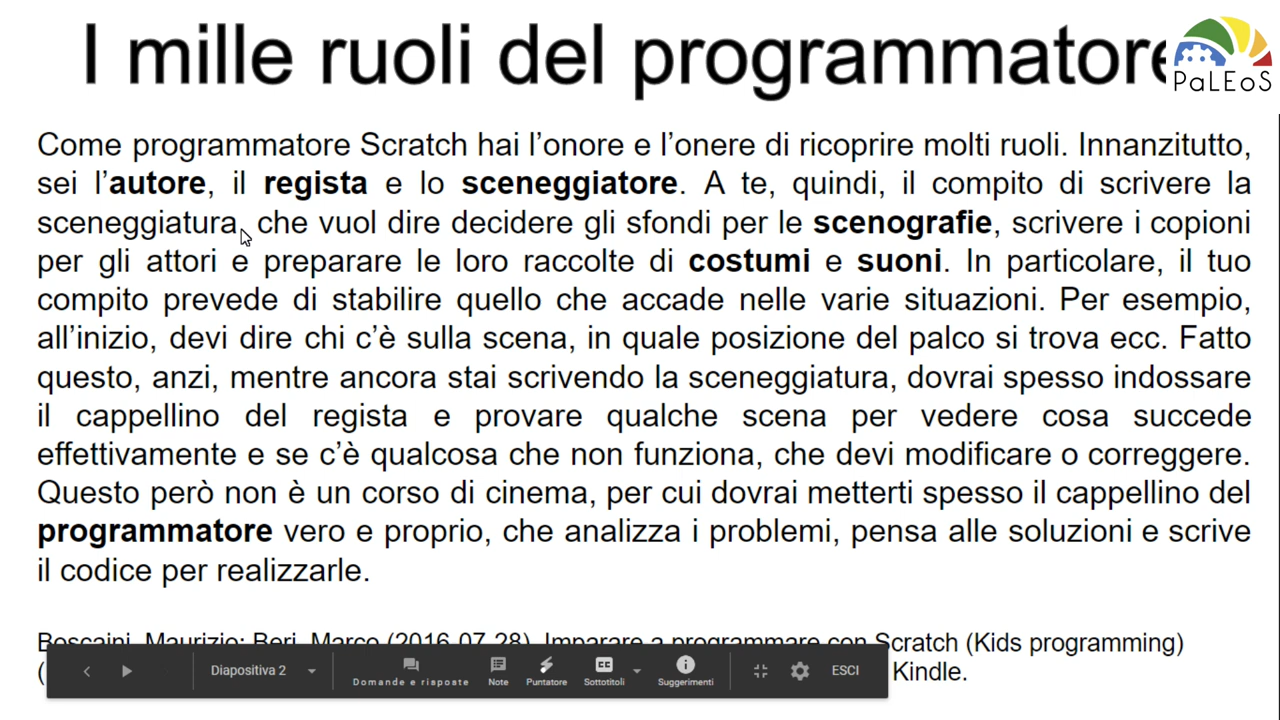 I mille ruoli del programmatore
PaLEoS
Come programmatore Scratch hai l’onore e l’onere di ricoprire molti ruoli. Innanzitutto,
sei l’autore, il regista e lo sceneggiatore. A te, quindi, il compito di scrivere la
sceneggiatura, che vuol dire decidere gli sfondi per le scenografie, scrivere i copioni
per gli attori e preparare le loro raccolte di costumi e suoni. In particolare, il tuo
compito prevede di stabilire quello che accade nelle varie situazioni. Per esempio,
all’inizio, devi dire chi c’è sulla scena, in quale posizione del palco si trova ecc. Fatto
questo, anzi, mentre ancora stai scrivendo la sceneggiatura, dovrai spesso indossare
il cappellino del regista e provare qualche scena per vedere cosa succede
effettivamente e se c’è qualcosa che non funziona, che devi modificare o correggere.
Questo però non è un corso di cinema, per cui dovrai metterti spesso il cappellino del
programmatore vero e proprio, che analizza i problemi, pensa alle soluzioni e scrive
il codice per realizzarle.
Boscaini, Maurizio; Beri, Marco (2016-07-28). Imparare a programmare con Scratch (Kids programming)
( Kindle.
Diapositiva 2 Domande e risposte Note Puntatore Sottotitoli Suggerimenti ESCI